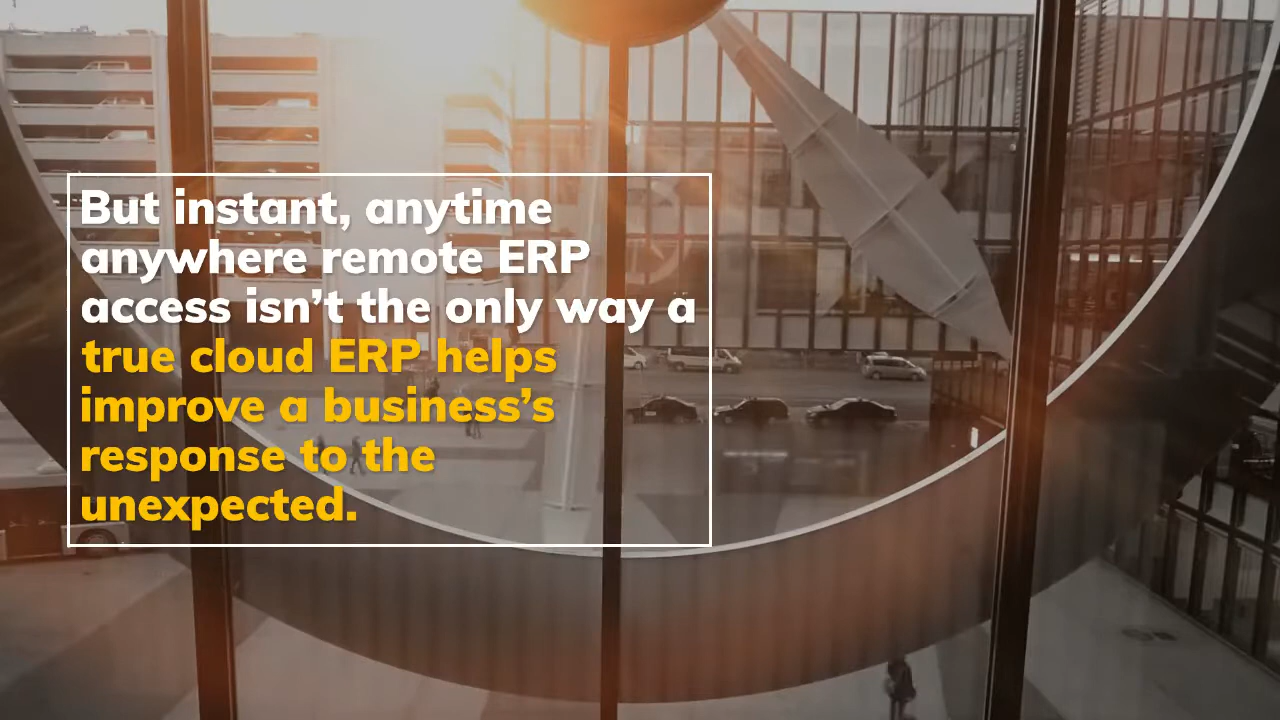 But instant, anytime
anywhere remote ERP
access isn’t the only way a
true cloud ERP helps
improve a business’s
response to the
unexpected.